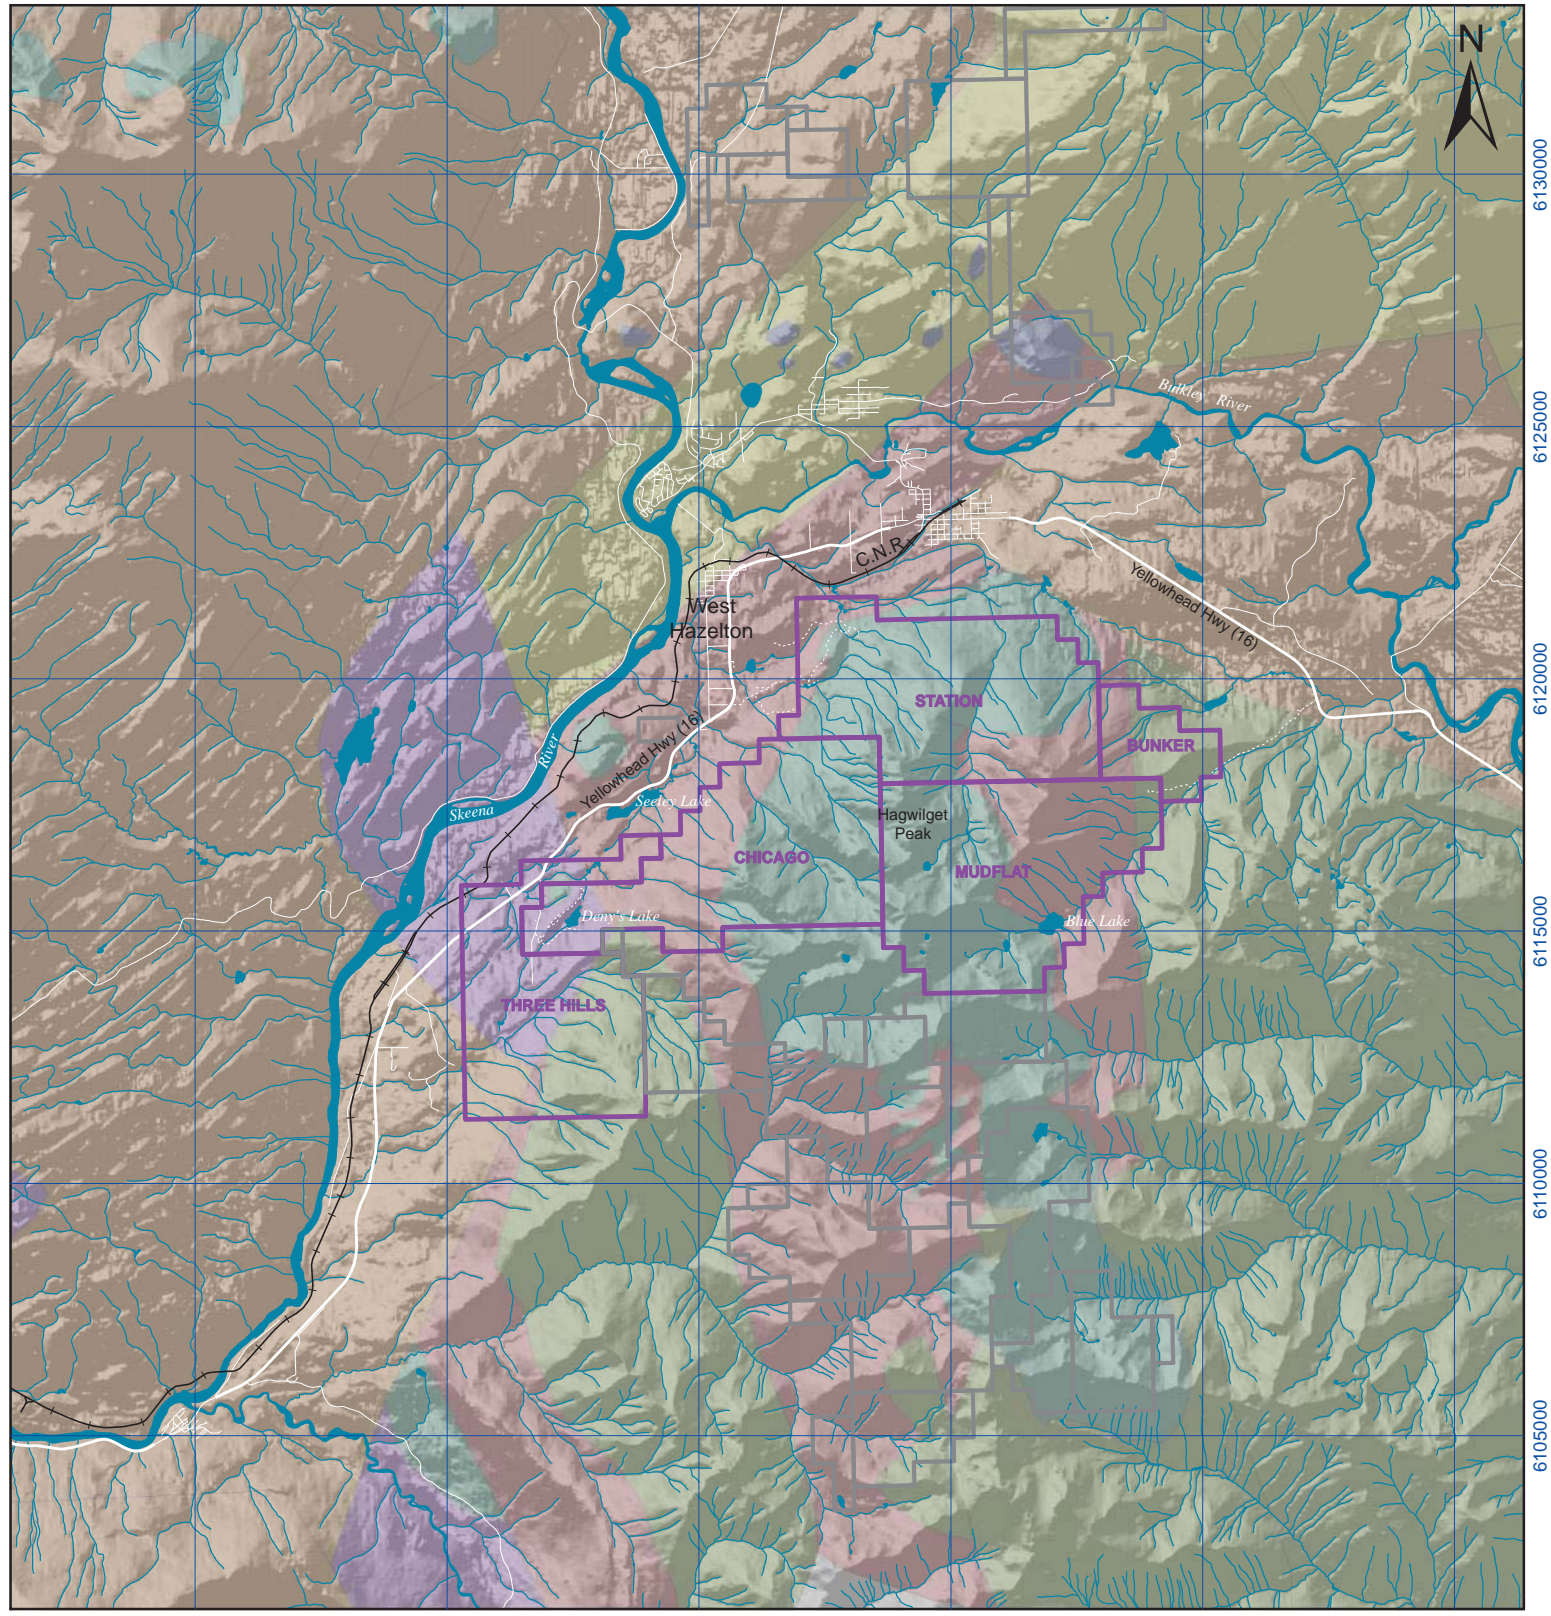 N
6130000
Bulkley River
6125000
C.N.R.
Yellowhead Hwy (16)
West
Hazelton
6120000
STATION
Yellowhead Hwy (16)
River
BUNKER
Skeena
Seeley Lake
Hagwilget
Peak
CHICAGO
MUDFLAT
Deny's Lake
Blue Lake
6115000
THREE HILLS
6110000
6105000